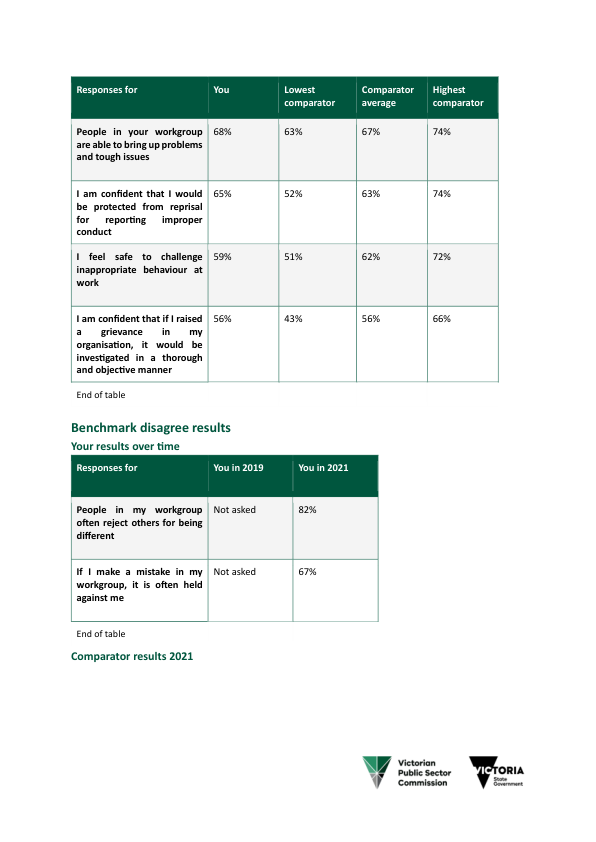 Responses for You Lowest comparator Comparator average Highest comparator
People in your workgroup 68% 63% 67% 74%
are able to bring up problems
and tough issues
I am confident that I would 65% 52% 63% 74%
be protected from reprisal
for reporting improper
conduct
I feel safe to challenge 59% 51% 62% 72%
inappropriate behaviour at
work
I am confident that if I raised 56% 43% 56% 66%
a grievance in my
organisation, it would be
investigated in a thorough
and objective manner
End of table
Benchmark disagree results
Your results over time
Responses for You in 2019 You in 2021
People in my workgroup Not asked 82%
often reject others for being
different
If I make a mistake in my Not asked 67%
workgroup, it is often held
against me
End of table
Comparator results 2021
Victorian
Public Sector
Commission
VICTORIA
State
Government